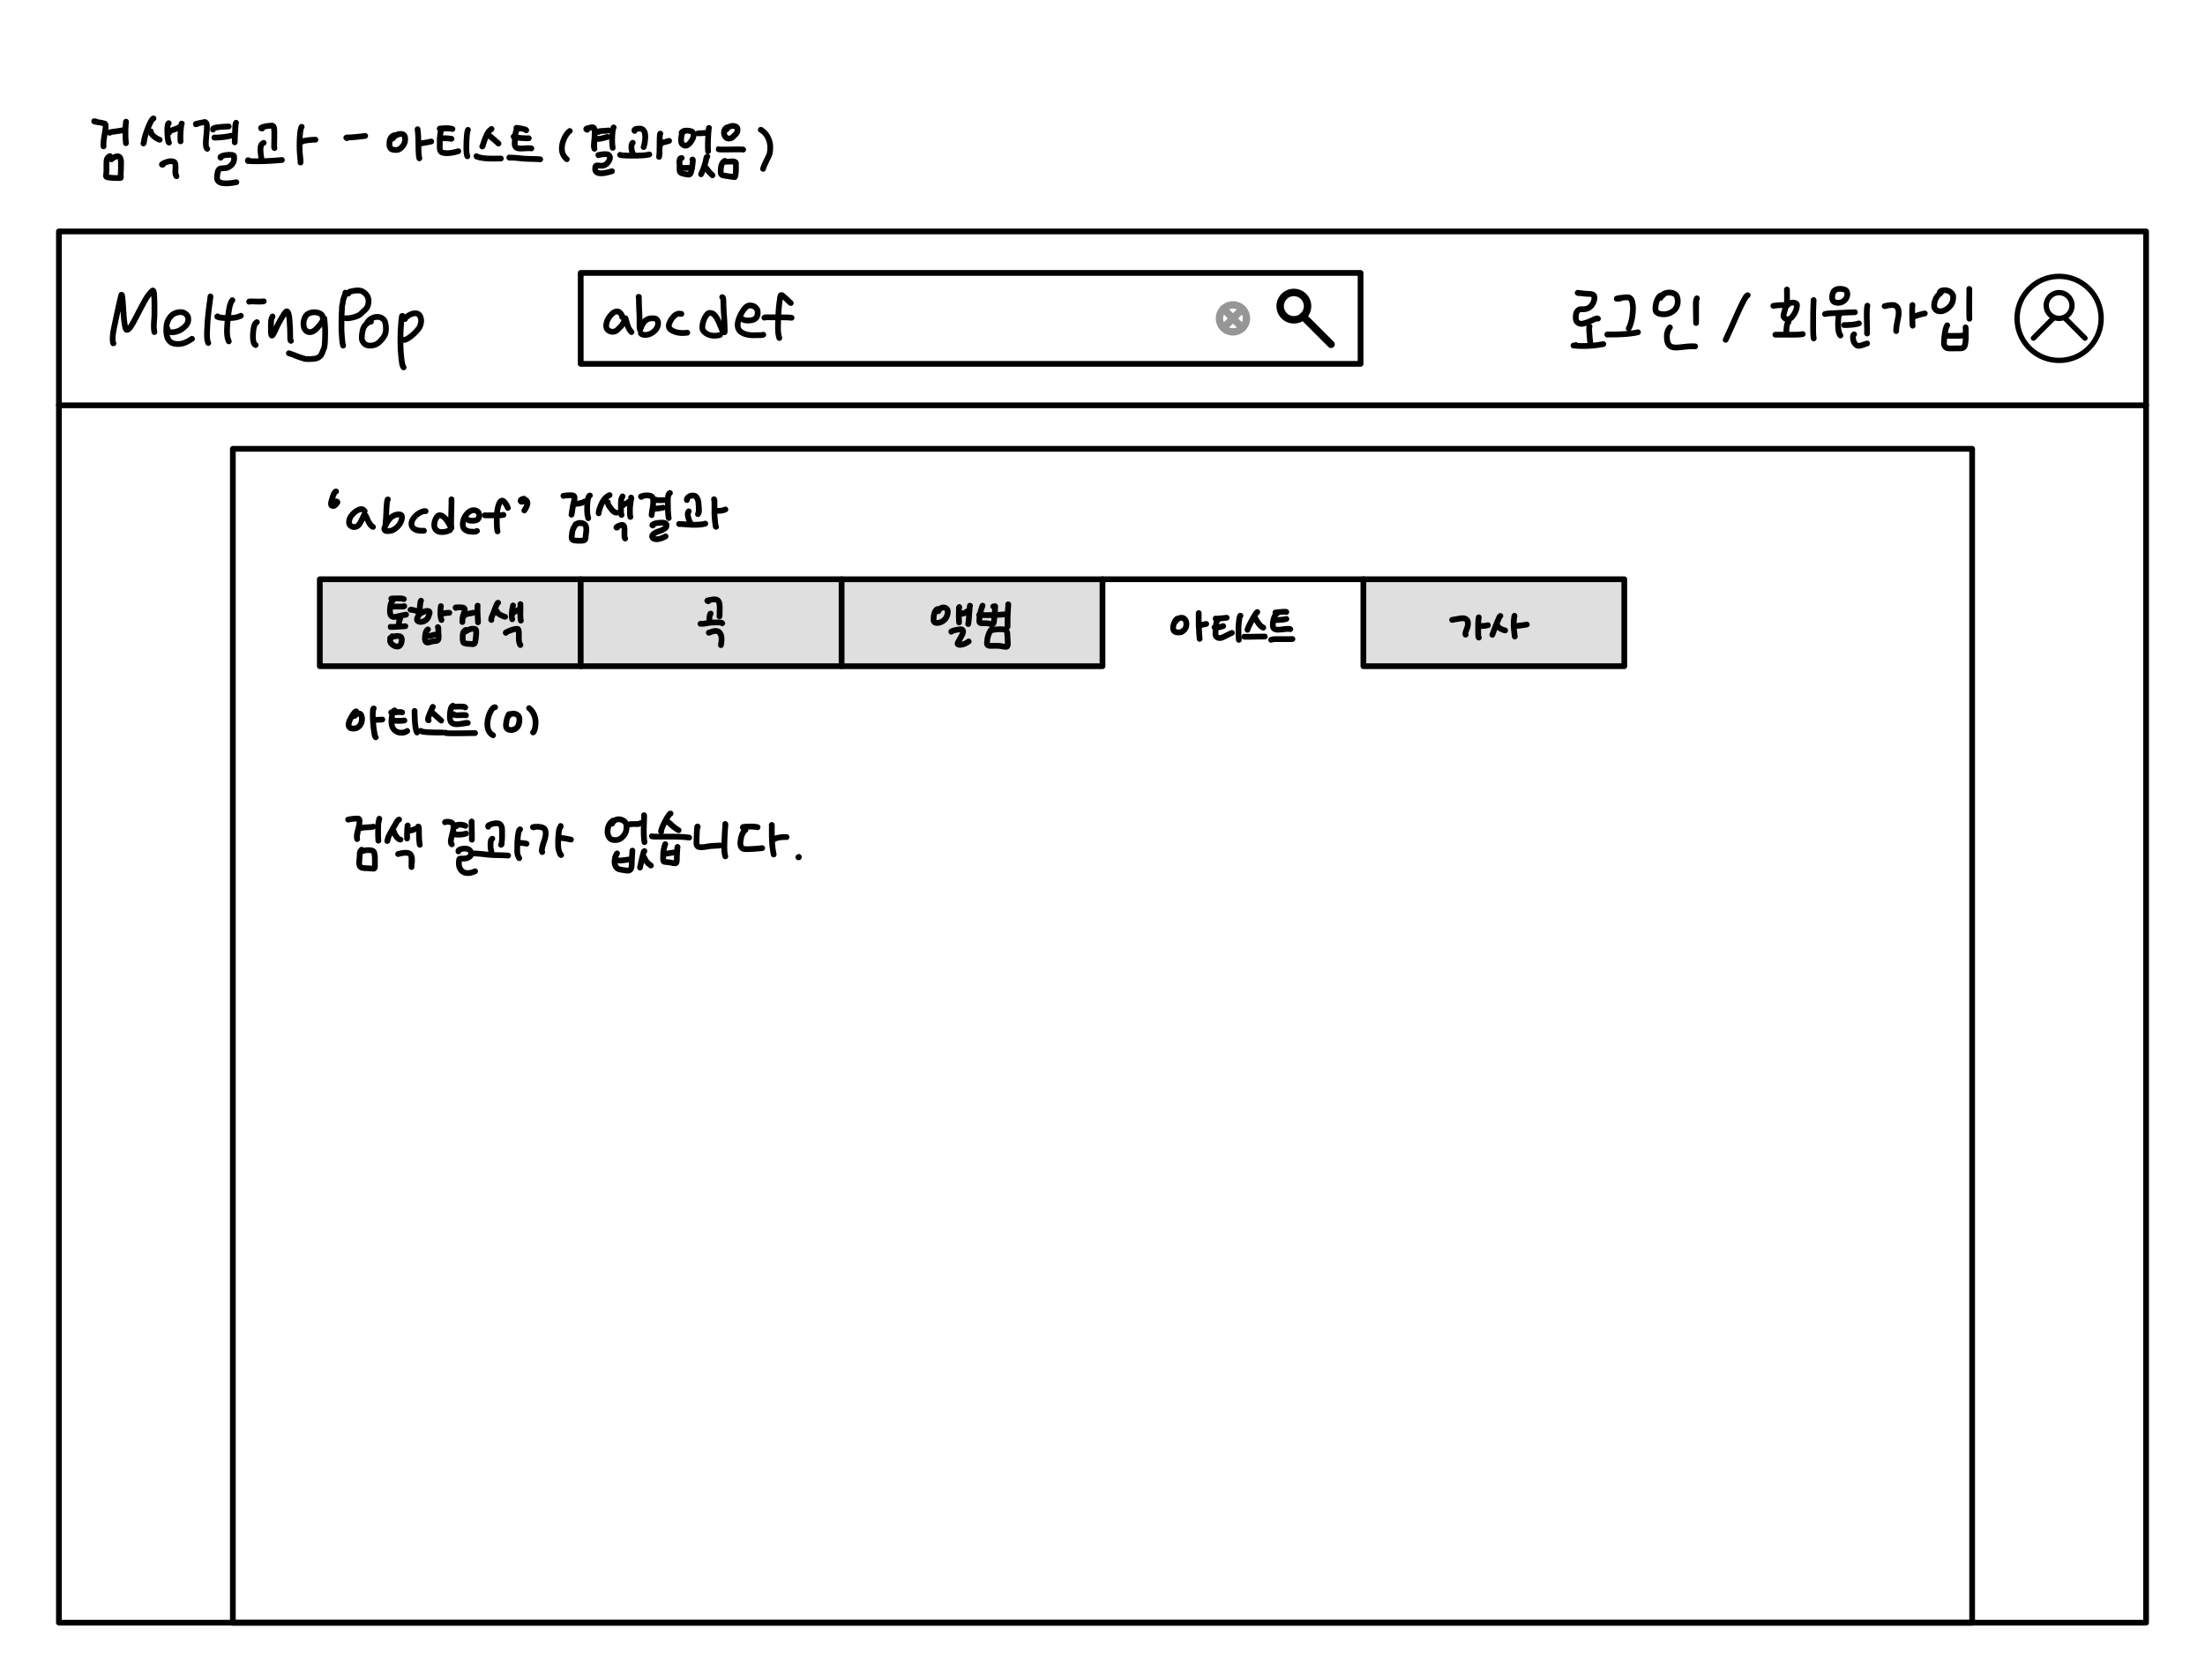 검색결과 - 아티스트 (결과없음)
MeltingPop
abcdef
로그인 / 회원가입
'abcdef' 검색결과
통합검색 곡 앨범 아티스트 가사
아티스트 (0)
검색 결과가 없습니다.